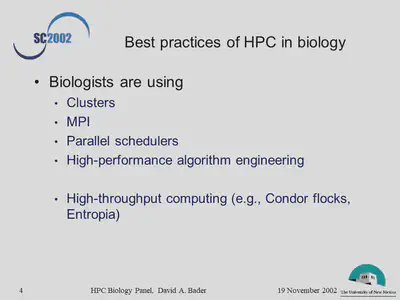 SC2002
Best practices of HPC in biology
• Biologists are using
• Clusters
• MPI
• Parallel schedulers
• High-performance algorithm engineering
• High-throughput computing (e.g., Condor flocks,
Entropia)
4
HPC Biology Panel, David A. Bader
19 November 2002
The University of New Mexico